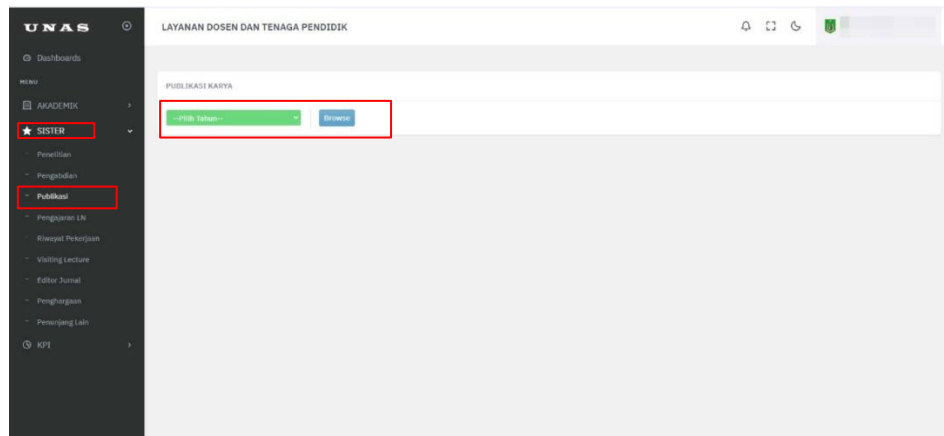 UNAS
LAYANAN DOSEN DAN TENAGA PENDIDIK
Dashboards
MENU
PUBLIKASI KARYA
AKADEMIK
--Pilih Tahun--
Browse
SISTER
Penelitian
Pengabdian
Publikasi
Pengajaran LN
Riwayat Pekerjaan
Visiting Lecture
Editor Jurnal
Penghargaan
Penunjang Lain
KPI